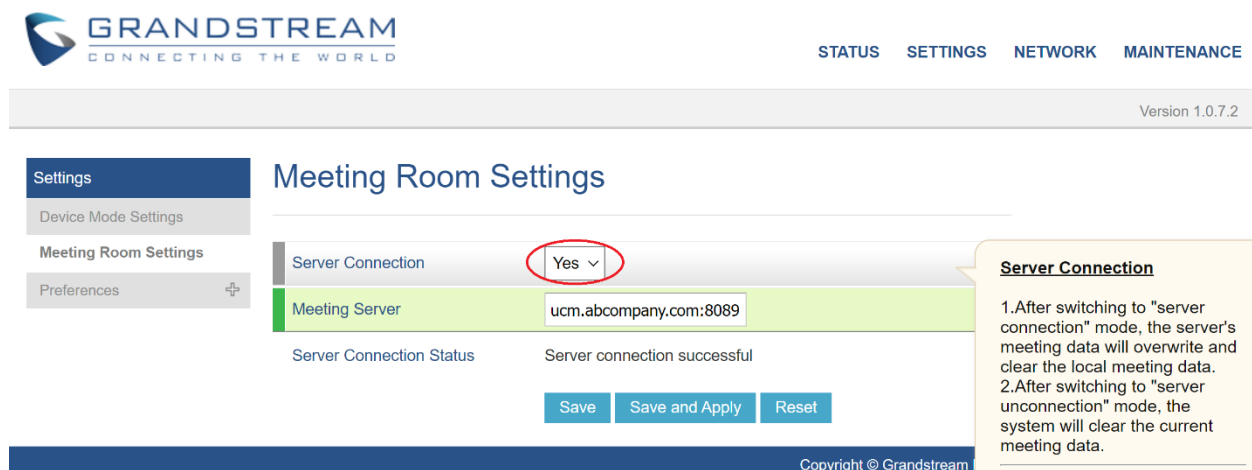 GRANDSTREAM
CONNECTING THE WORLD
STATUS SETTINGS NETWORK MAINTENANCE
Version 1.0.7.2
Settings
Device Mode Settings
Meeting Room Settings
Preferences
Meeting Room Settings
Server Connection Yes
Meeting Server ucm.abcompany.com:8089
Server Connection Status Server connection successful
Save Save and Apply Reset
Server Connection
1.After switching to "server
connection" mode, the server's
meeting data will overwrite and
clear the local meeting data.
2.After switching to "server
unconnection" mode, the
system will clear the current
meeting data.
Copyright © Grandstream